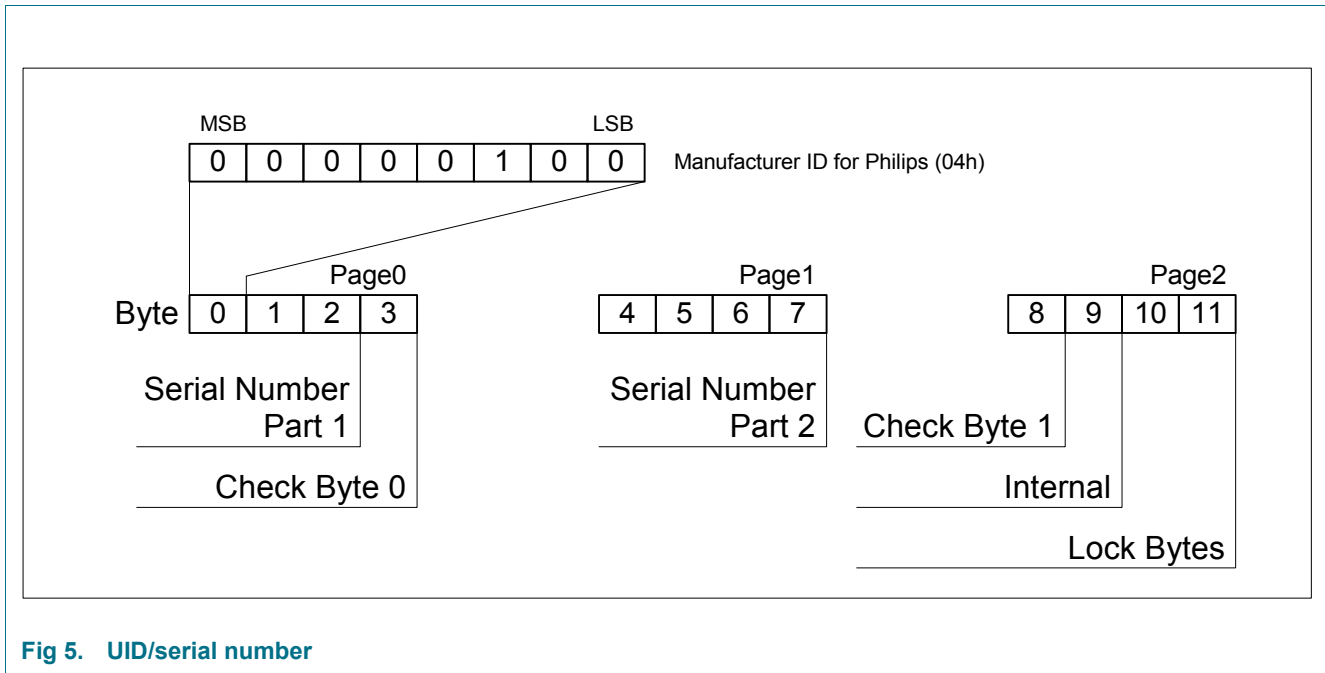 MSB LSB
0 0 0 0 0 1 0 0 Manufacturer ID for Philips (04h)
Page0 Page1 Page2
Byte 0 1 2 3 4 5 6 7 8 9 10 11
Serial Number
Part 1
Check Byte 0
Serial Number
Part 2
Check Byte 1
Internal
Lock Bytes
Fig 5. UID/serial number